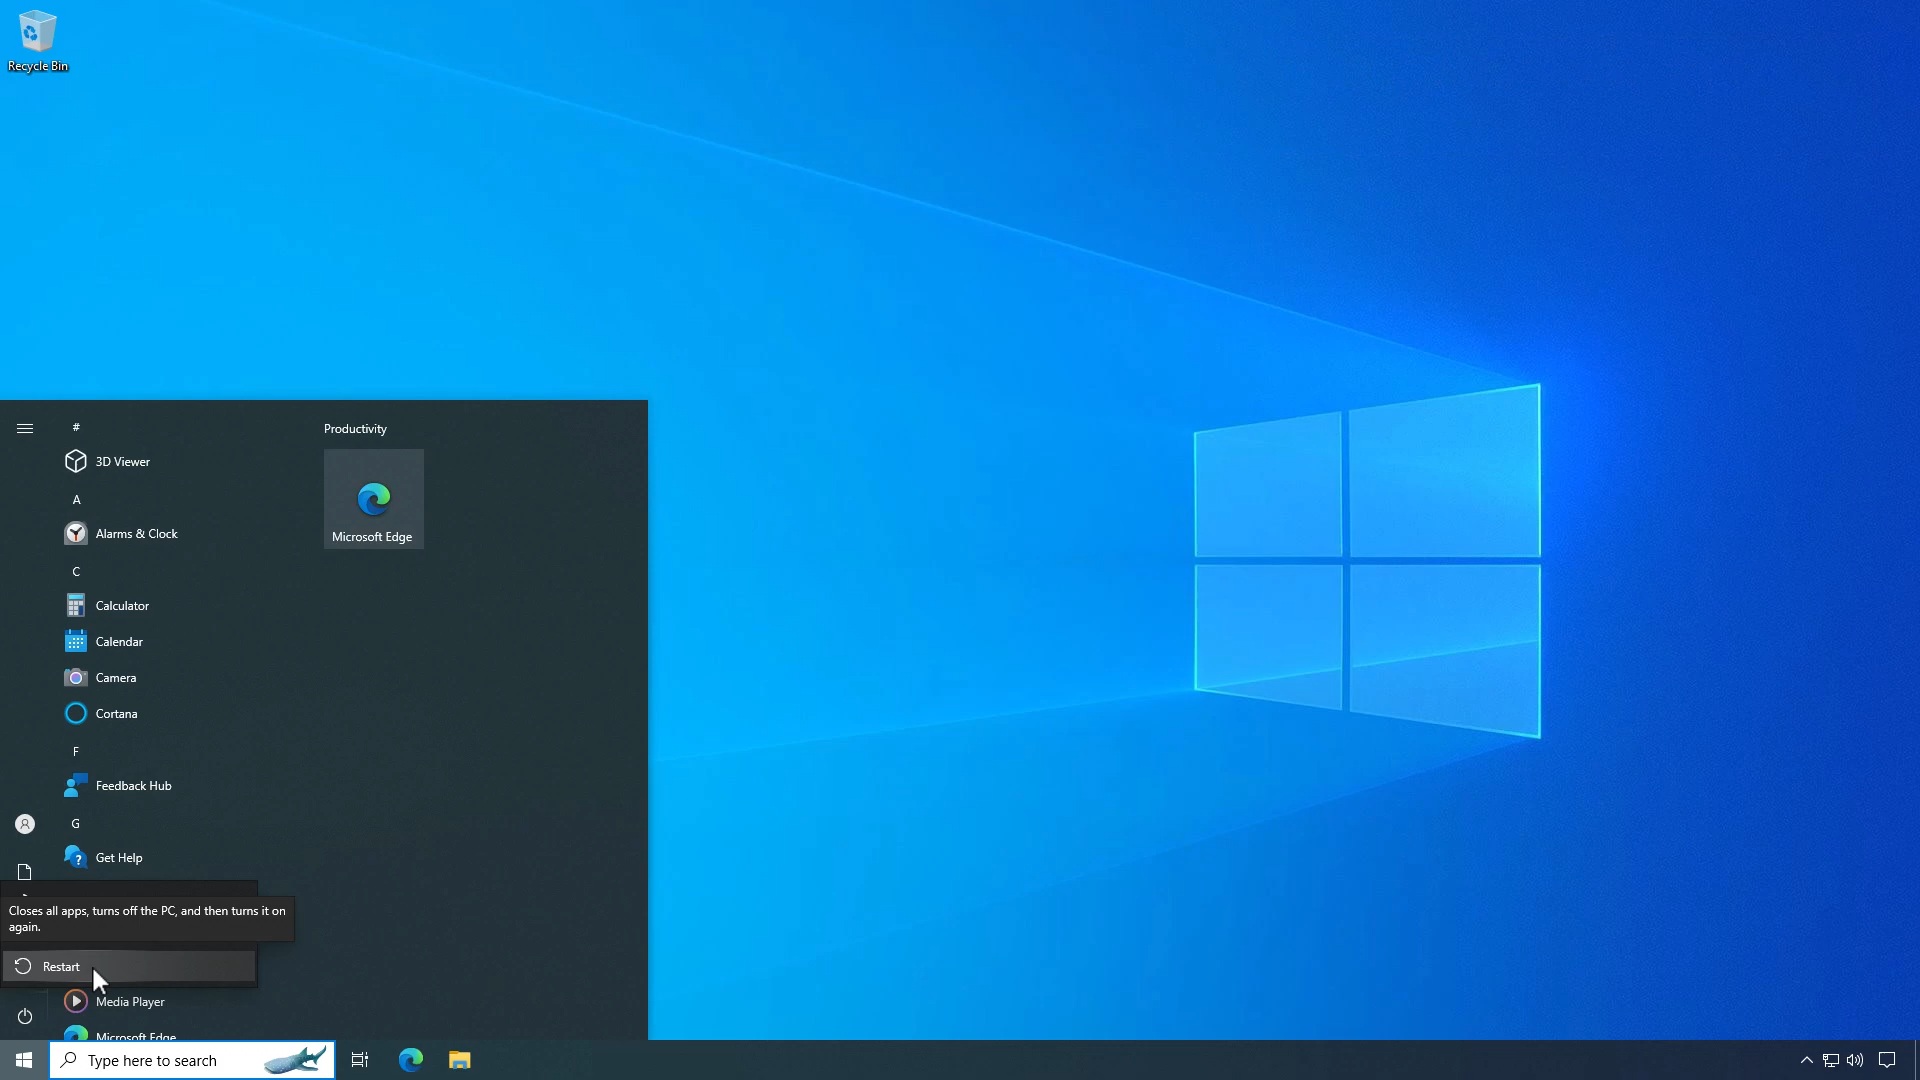 Recycle Bin
#
Productivity
3D Viewer
A
Microsoft Edge
Alarms & Clock
C
Calculator
Calendar
Camera
Cortana
F
Feedback Hub
G
Get Help
Closes all apps, turns off the PC, and then turns it on
again.
Restart
Media Player
Microsoft Edge
Type here to search